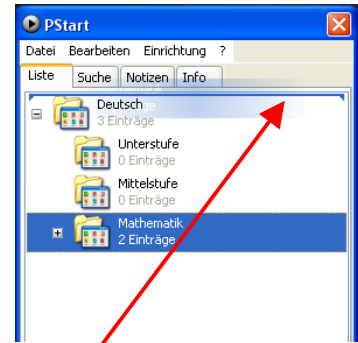 PStart
Datei Bearbeiten Einrichtung ?
Liste Suche Notizen Info
Deutsch
3 Einträge
Unterstufe
0 Einträge
Mittelstufe
0 Einträge
Mathematik
2 Einträge